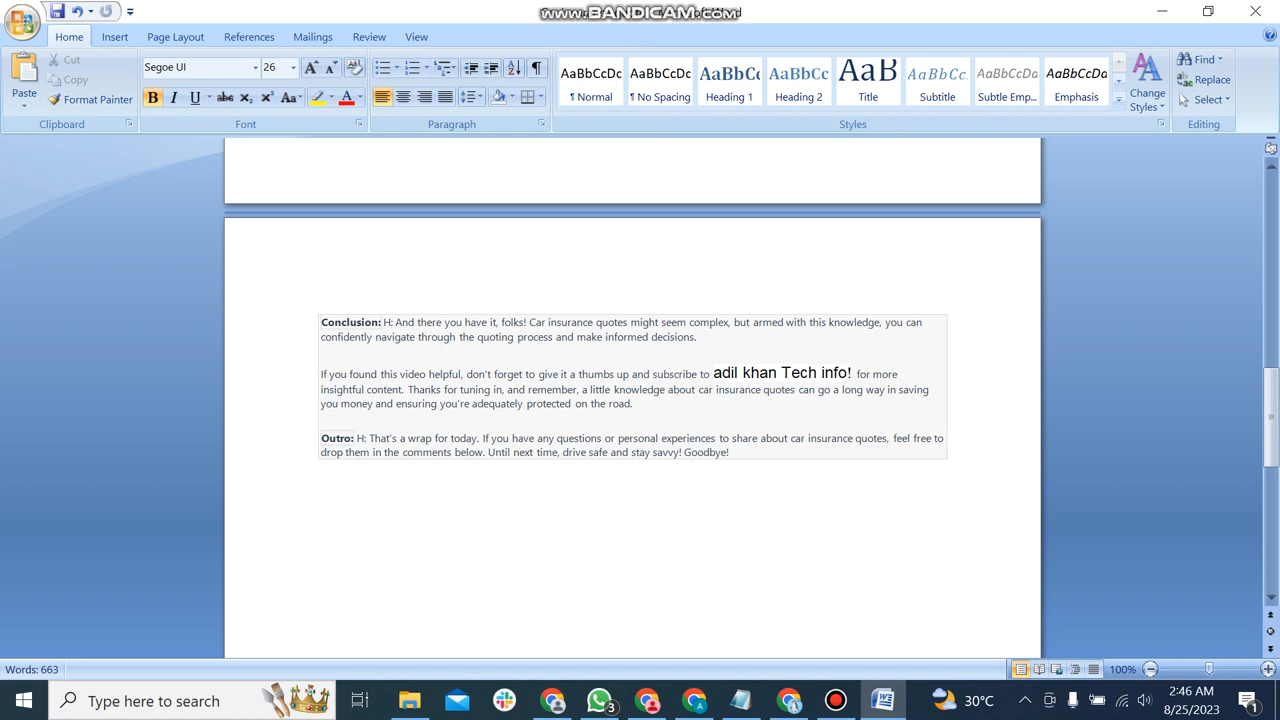 www.BANDICAM.com
Home Insert Page Layout References Mailings Review View
Paste
Cut
Copy
Format Painter
Clipboard
Segoe UI 26
Font
Paragraph
AaBbCcDc AaBbCcDc AaBbCc AaBbCc AaB AaBbCc. AaBbCcDa AaBbCcDc
¶ Normal ¶ No Spacing Heading 1 Heading 2 Title Subtitle Subtle Emp... Emphasis
Change Styles
Styles
Find
Replace
Select
Editing
Conclusion: H: And there you have it, folks! Car insurance quotes might seem complex, but armed with this knowledge, you can
confidently navigate through the quoting process and make informed decisions.
If you found this video helpful, don't forget to give it a thumbs up and subscribe to adil khan Tech info! for more
insightful content. Thanks for tuning in, and remember, a little knowledge about car insurance quotes can go a long way in saving
you money and ensuring you're adequately protected on the road.
Outro: H: That's a wrap for today. If you have any questions or personal experiences to share about car insurance quotes, feel free to
drop them in the comments below. Until next time, drive safe and stay savvy! Goodbye!
Words: 663
100%
Type here to search
3
30°C
2:46 AM
8/25/2023
1